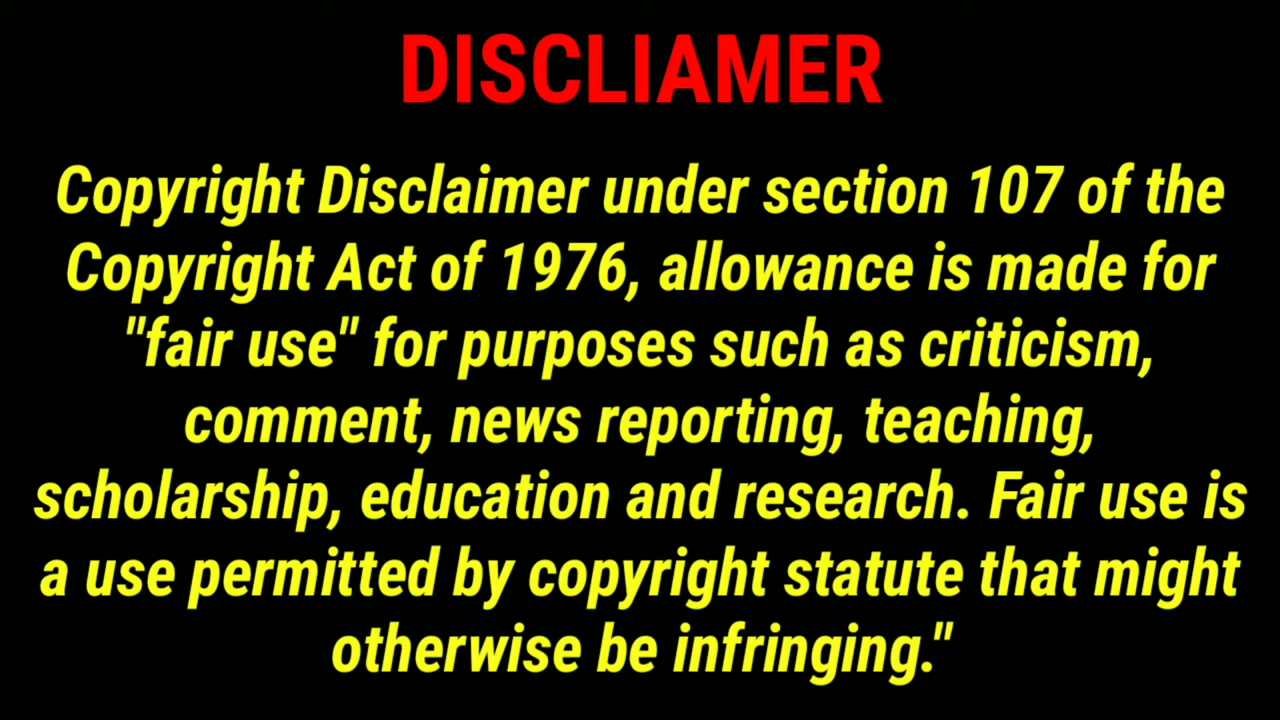 DISCLIAMER
Copyright Disclaimer under section 107 of the
Copyright Act of 1976, allowance is made for
"fair use" for purposes such as criticism,
comment, news reporting, teaching,
scholarship, education and research. Fair use is
a use permitted by copyright statute that might
otherwise be infringing."